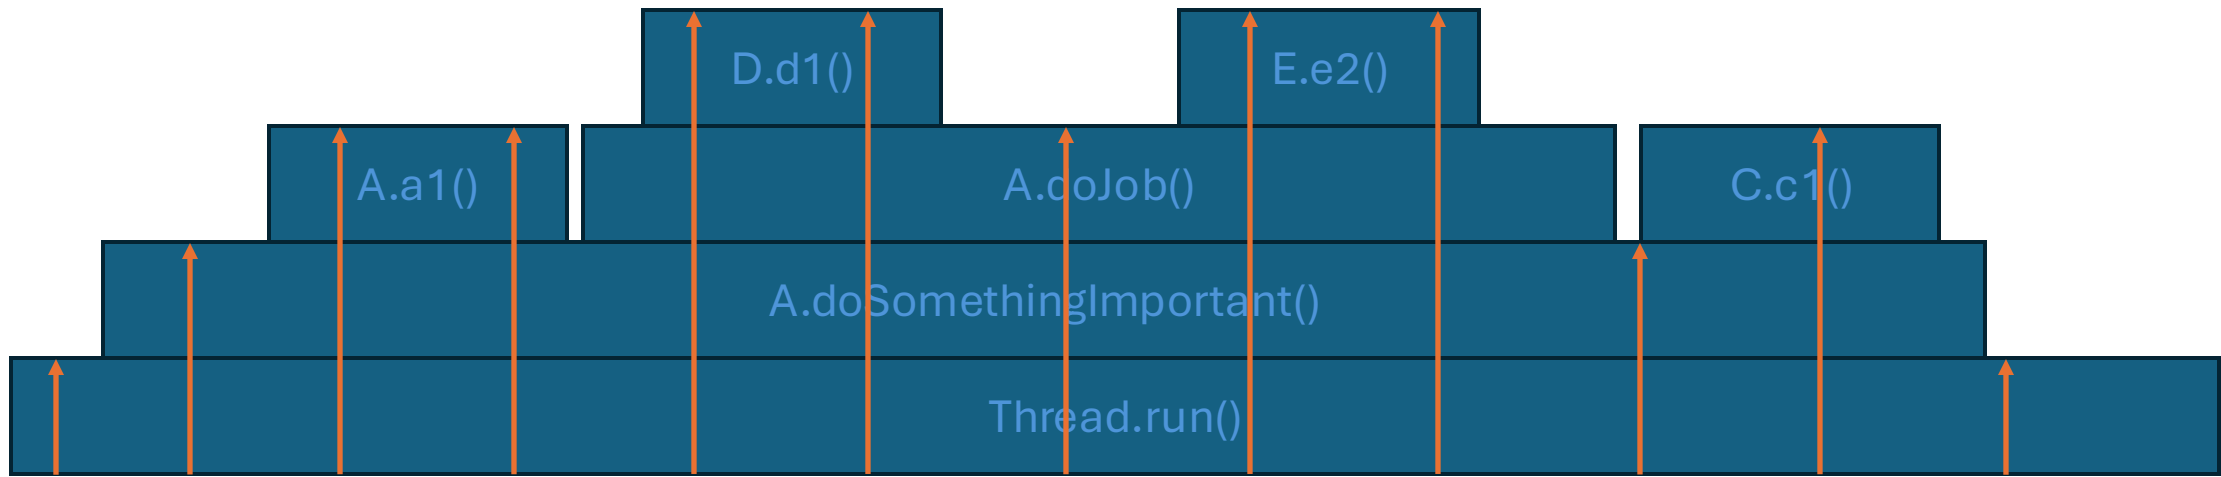 D.d1()
E.e2()
A.a1()
A.doJob()
C.c1()
A.doSomethingImportant()
Thread.run()